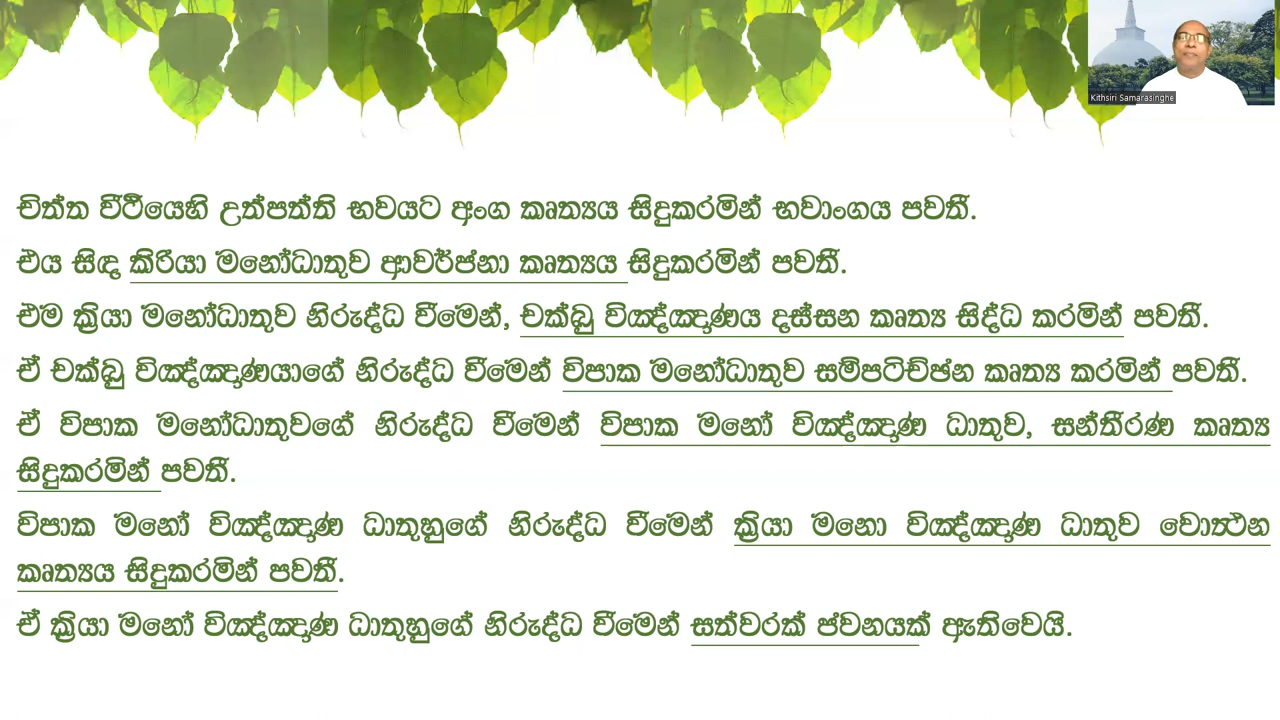 Kithsiri Samarasinghe
චිත්ත වීථියෙහි උත්පත්ති භවයට අංග කෘත්‍යය සිදුකරමින් භවාංගය පවතී.
එය සිඳ කිරියා මනෝධාතුව ආවර්ජනා කෘත්‍යය සිදුකරමින් පවතී.
එම ක්‍රියා මනෝධාතුව නිරුද්ධ වීමෙන්, චක්ඛු විඤ්ඤාණය දස්සන කෘත්‍ය සිද්ධ කරමින් පවතී.
ඒ චක්ඛු විඤ්ඤාණයාගේ නිරුද්ධ වීමෙන් විපාක මනෝධාතුව සම්පටිච්ඡන කෘත්‍ය කරමින් පවතී.
ඒ විපාක මනෝධාතුවගේ නිරුද්ධ වීමෙන් විපාක මනෝ විඤ්ඤාණ ධාතුව, සන්තීරණ කෘත්‍ය
සිදුකරමින් පවතී.
විපාක මනෝ විඤ්ඤාණ ධාතුහුගේ නිරුද්ධ වීමෙන් ක්‍රියා මනො විඤ්ඤාණ ධාතුව වොත්‍ථන
කෘත්‍යය සිදුකරමින් පවතී.
ඒ ක්‍රියා මනෝ විඤ්ඤාණ ධාතුහුගේ නිරුද්ධ වීමෙන් සත්වරක් ජවනයක් ඇතිවෙයි.